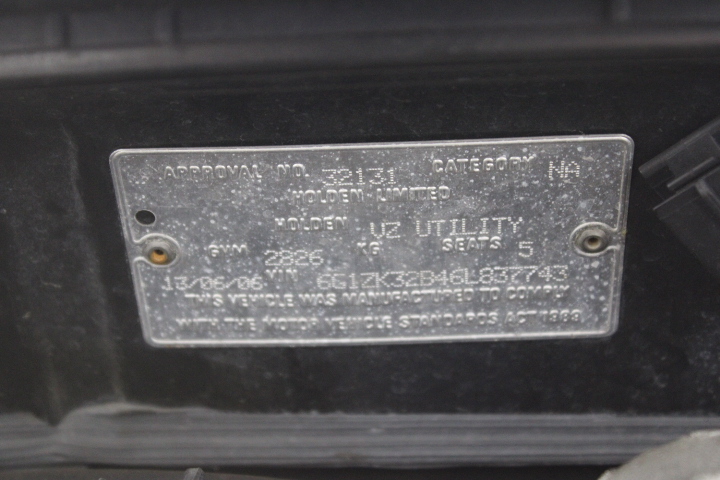 APPROVAL NO. 32131 CATEGORY NA
HOLDEN LIMITED
HOLDEN VZ UTILITY
GVM 2826 KG SEATS 5
13/06/06 VIN 6G1ZK32B46L837743
THIS VEHICLE WAS MANUFACTURED TO COMPLY
WITH THE MOTOR VEHICLE STANDARDS ACT 1989